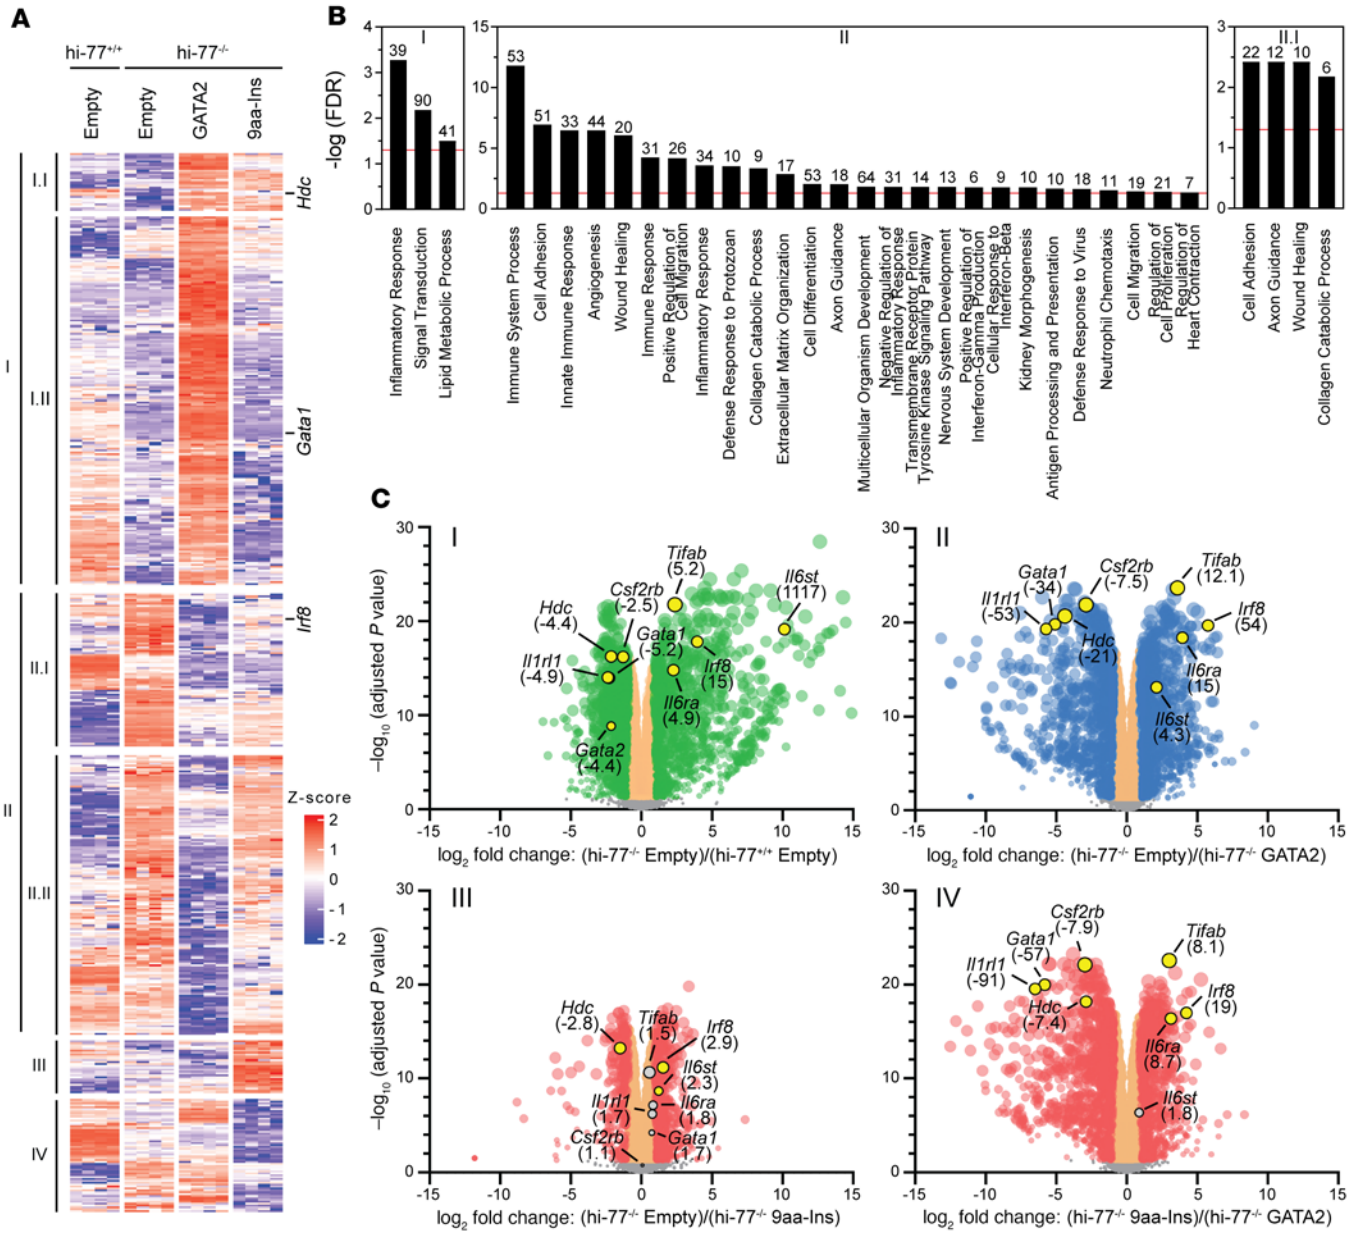 A
hi-77+/+
hi-77-/-
Empty
Empty
GATA2
9aa-Ins
I
I.I
I.II
II
II.I
II.II
III
IV
Hdc
Gata1
Irf8
Z-score
2
1
0
-1
-2
B
-log (FDR)
4
3
2
1
0
I
39
90
41
Inflammatory Response
Signal Transduction
Lipid Metabolic Process
15
10
5
0
II
53
51
33
44
20
31
26
34
10
9
17
53
18
64
31
14
13
6
9
10
10
18
11
19
21
7
Immune System Process
Cell Adhesion
Innate Immune Response
Angiogenesis
Wound Healing
Immune Response
Positive Regulation of
Cell Migration
Inflammatory Response
Defense Response to Protozoan
Collagen Catabolic Process
Extracellular Matrix Organization
Cell Differentiation
Axon Guidance
Multicellular Organism Development
Negative Regulation of
Inflammatory Response
Transmembrane Receptor Protein
Tyrosine Kinase Signaling Pathway
Nervous System Development
Positive Regulation of
Interferon-Gamma Production
Cellular Response to
Interferon-Beta
Kidney Morphogenesis
Antigen Processing and Presentation
Defense Response to Virus
Neutrophil Chemotaxis
Cell Migration
Regulation of
Cell Proliferation
Regulation of
Heart Contraction
3
2
1
0
II.I
22
12
10
6
Cell Adhesion
Axon Guidance
Wound Healing
Collagen Catabolic Process
C
I
–log10 (adjusted P value)
30
20
10
0
Tifab
(5.2)
Csf2rb
(-2.5)
Il6st
(1117)
Hdc
(-4.4)
Gata1
(-5.2)
Il1rl1
(-4.9)
Irf8
(15)
Il6ra
(4.9)
Gata2
(-4.4)
-15
-10
-5
0
5
10
15
log2 fold change: (hi-77-/- Empty)/(hi-77+/+ Empty)
II
30
20
10
0
Csf2rb
(-7.5)
Tifab
(12.1)
Gata1
(-34)
Il1rl1
(-53)
Irf8
(54)
Hdc
(-21)
Il6ra
(15)
Il6st
(4.3)
-15
-10
-5
0
5
10
15
log2 fold change: (hi-77-/- Empty)/(hi-77-/- GATA2)
III
–log10 (adjusted P value)
30
20
10
0
Hdc
(-2.8)
Tifab
(1.5)
Irf8
(2.9)
Il6st
(2.3)
Il1rl1
(1.7)
Il6ra
(1.8)
Csf2rb
(1.1)
Gata1
(1.7)
-15
-10
-5
0
5
10
15
log2 fold change: (hi-77-/- Empty)/(hi-77-/- 9aa-Ins)
IV
30
20
10
0
Csf2rb
(-7.9)
Tifab
(8.1)
Gata1
(-57)
Il1rl1
(-91)
Irf8
(19)
Hdc
(-7.4)
Il6ra
(8.7)
Il6st
(1.8)
-15
-10
-5
0
5
10
15
log2 fold change: (hi-77-/- 9aa-Ins)/(hi-77-/- GATA2)